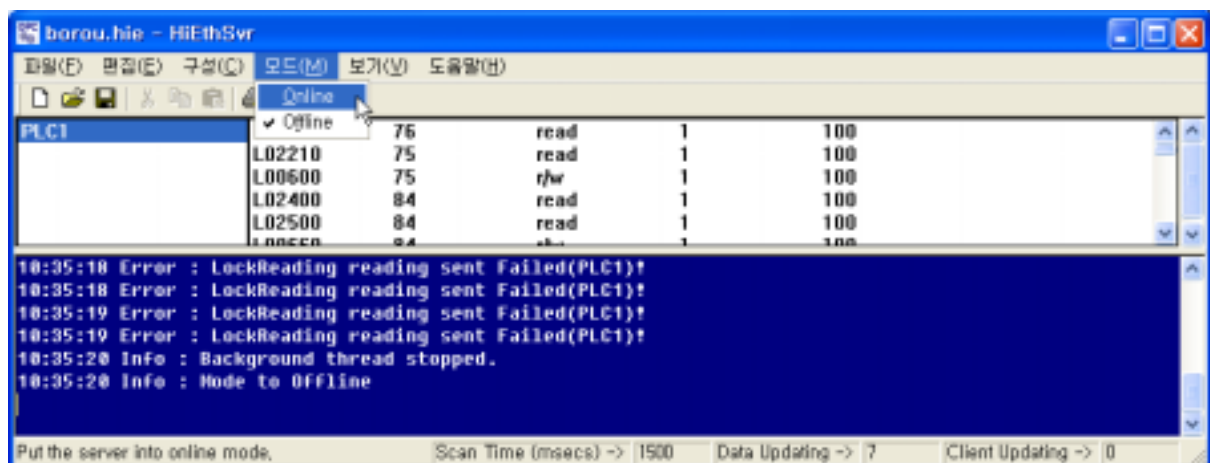 borou.hie - HiEthSvr
파일(F) 편집(E) 구성(C) 모드(M) 보기(V) 도움말(H)
Online
Offline
PLC1 76 read 1 100
L02210 75 read 1 100
L00600 75 r/w 1 100
L02400 84 read 1 100
L02500 84 read 1 100
10:35:18 Error : LockReading reading sent Failed(PLC1)!
10:35:18 Error : LockReading reading sent Failed(PLC1)!
10:35:19 Error : LockReading reading sent Failed(PLC1)!
10:35:19 Error : LockReading reading sent Failed(PLC1)!
10:35:20 Info : Background thread stopped.
10:35:20 Info : Mode to Offline
Put the server into online mode, Scan Time (msecs) -> 1500 Data Updating -> 7 Client Updating -> 0